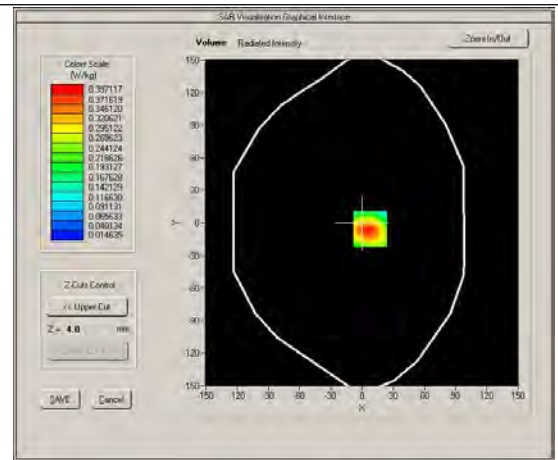 SAR Visualisation Graphical Interface
Volume Radiated Intensity
Zoom In/Out
Colors Scale
(W/kg)
0.397117
0.371619
0.346120
0.320621
0.295122
0.269623
0.244124
0.218626
0.193127
0.167628
0.142129
0.116630
0.091131
0.065633
0.040134
0.014635
150
120
90
60
30
0
-30
-60
-90
-120
-150
Y
-150 -120 -90 -60 -30 0 30 60 90 120 150
X
Z-Cuts Control
<< Upper Cut
Z = 4.0 mm
SAVE
Cancel